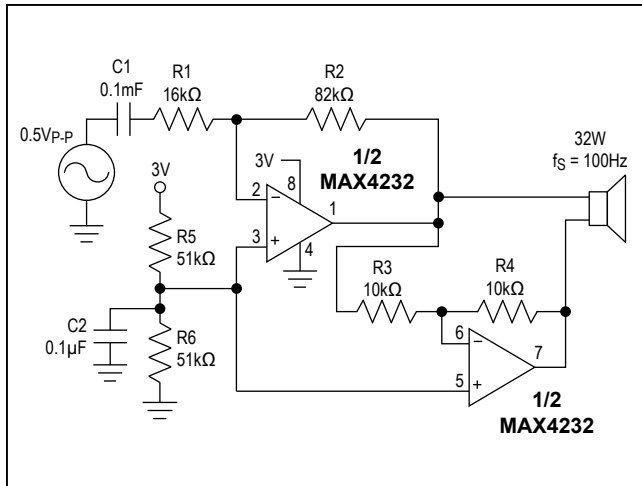 C1
0.1mF
R1
16kΩ
R2
82kΩ
0.5VP-P
3V
R5
51kΩ
C2
0.1µF
R6
51kΩ
3V
8
2
3
4
1
1/2
MAX4232
32W
fS = 100Hz
R3
10kΩ
R4
10kΩ
6
5
7
1/2
MAX4232